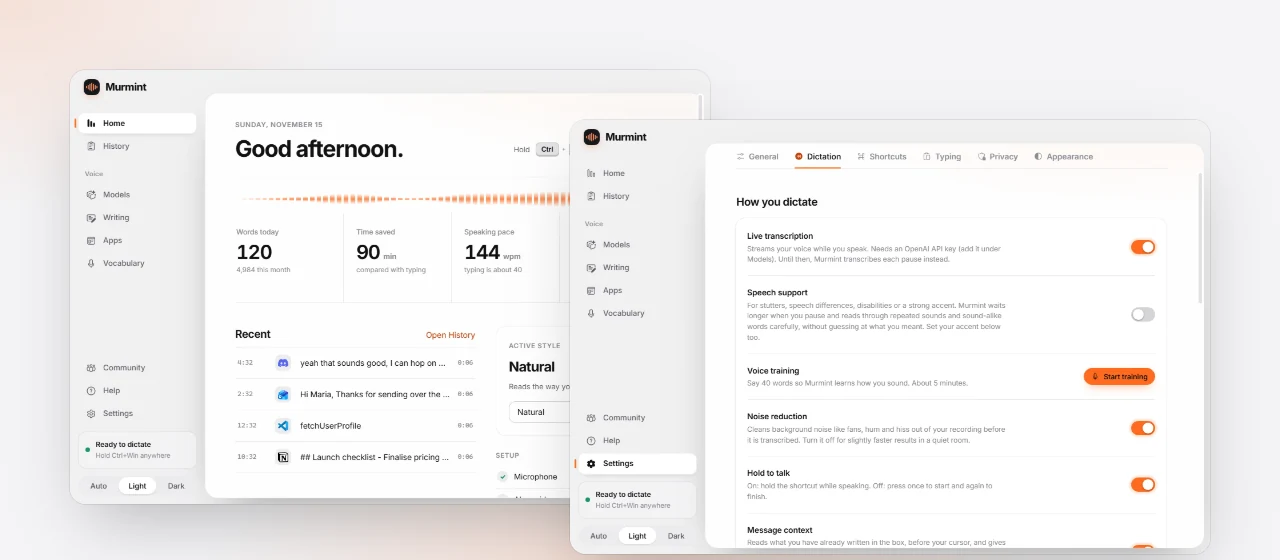 Murmint
Home
History
Voice
Models
Writing
Apps
Vocabulary
Community
Help
Settings
Ready to dictate
Hold Ctrl+Win anywhere
Auto Light Dark
SUNDAY, NOVEMBER 15
Good afternoon.
Hold Ctrl +
Words today
120
4,984 this month
Time saved
90 min
compared with typing
Speaking pace
144 wpm
typing is about 40
Recent
Open History
4:32 yeah that sounds good, I can hop on ... 0:06
2:32 Hi Maria, Thanks for sending over the ... 0:06
12:32 fetchUserProfile 0:06
10:32 ## Launch checklist - Finalise pricing ... 0:06
ACTIVE STYLE
Natural
Reads the way yo
Natural
SETUP
Microphone
Murmint
Home
History
Voice
Models
Writing
Apps
Vocabulary
Community
Help
Settings
Ready to dictate
Hold Ctrl+Win anywhere
Auto Light Dark
General Dictation Shortcuts Typing Privacy Appearance
How you dictate
Live transcription
Streams your voice while you speak. Needs an OpenAI API key (add it under
Models). Until then, Murmint transcribes each pause instead.
Speech support
For stutters, speech differences, disabilities or a strong accent. Murmint waits
longer when you pause and reads through repeated sounds and sound-alike
words carefully, without guessing at what you meant. Set your accent below
too.
Voice training
Say 40 words so Murmint learns how you sound. About 5 minutes.
Start training
Noise reduction
Cleans background noise like fans, hum and hiss out of your recording before
it is transcribed. Turn it off for slightly faster results in a quiet room.
Hold to talk
On: hold the shortcut while speaking. Off: press once to start and again to
finish.
Message context
Reads what you have already written in the box, before your cursor, and gives